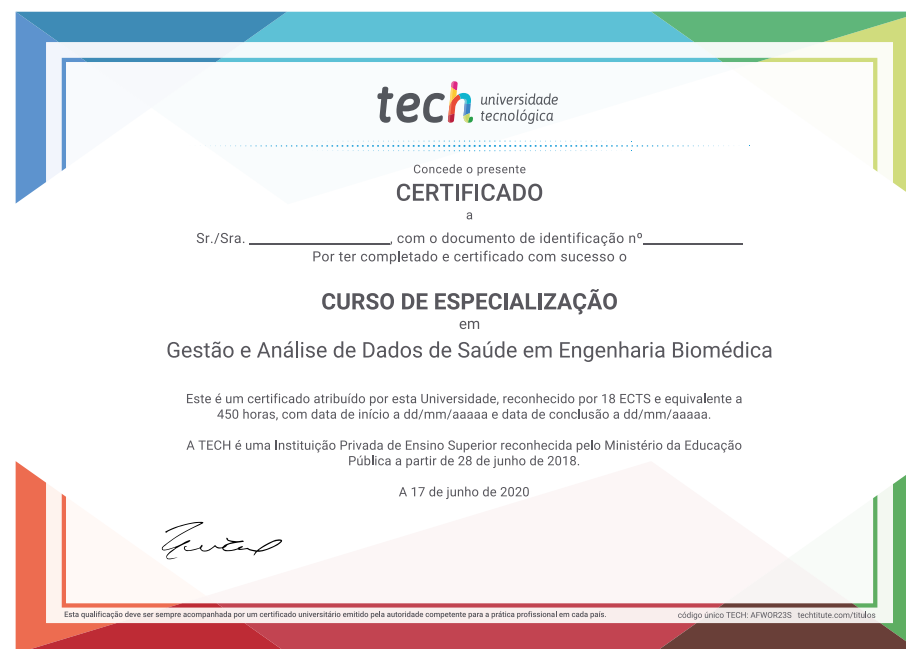 tech universidade
tecnológica
Concede o presente
CERTIFICADO
a
Sr./Sra. ________________, com o documento de identificação nº____________
Por ter completado e certificado com sucesso o
CURSO DE ESPECIALIZAÇÃO
em
Gestão e Análise de Dados de Saúde em Engenharia Biomédica
Este é um certificado atribuído por esta Universidade, reconhecido por 18 ECTS e equivalente a
450 horas, com data de início a dd/mm/aaaaa e data de conclusão a dd/mm/aaaaa.
A TECH é uma Instituição Privada de Ensino Superior reconhecida pelo Ministério da Educação
Pública a partir de 28 de junho de 2018.
A 17 de junho de 2020
Esta qualificação deve ser sempre acompanhada por um certificado universitário emitido pela autoridade competente para a prática profissional em cada país.
código único TECH: AFWOR23S techtitute.com/titulos